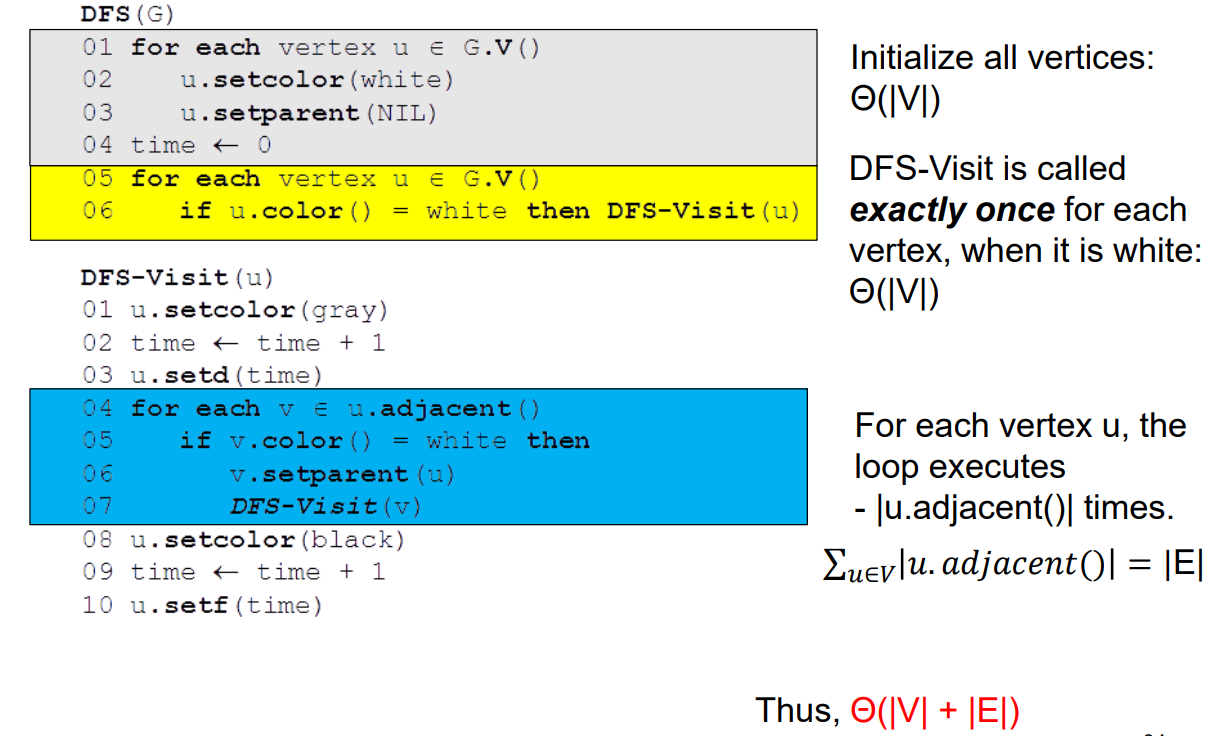 DFS(G)
01 for each vertex u ∈ G.V()
02 u.setcolor(white)
03 u.setparent(NIL)
04 time ← 0
05 for each vertex u ∈ G.V()
06 if u.color() = white then DFS-Visit(u)
Initialize all vertices:
Θ(|V|)
DFS-Visit is called
exactly once for each
vertex, when it is white:
Θ(|V|)
DFS-Visit(u)
01 u.setcolor(gray)
02 time ← time + 1
03 u.setd(time)
04 for each v ∈ u.adjacent()
05 if v.color() = white then
06 v.setparent(u)
07 DFS-Visit(v)
08 u.setcolor(black)
09 time ← time + 1
10 u.setf(time)
For each vertex u, the
loop executes
- |u.adjacent()| times.
∑u∈V|u.adjacent()| = |E|
Thus, Θ(|V| + |E|)